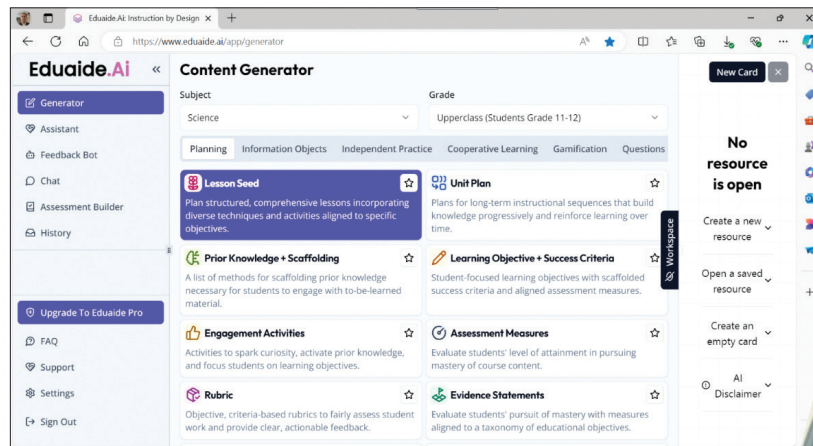 Eduaide.Ai: Instruction by Design
https://www.eduaide.ai/app/generator
Eduaide.Ai
Generator
Assistant
Feedback Bot
Chat
Assessment Builder
History
Upgrade To Eduaide Pro
FAQ
Support
Settings
Sign Out
Content Generator
Subject
Grade
Science
Upperclass (Students Grade 11-12)
Planning Information Objects Independent Practice Cooperative Learning Gamification Questions
Lesson Seed
Plan structured, comprehensive lessons incorporating
diverse techniques and activities aligned to specific
objectives.
Unit Plan
Plans for long-term instructional sequences that build
knowledge progressively and reinforce learning over
time.
Prior Knowledge + Scaffolding
A list of methods for scaffolding prior knowledge
necessary for students to engage with to-be-learned
material.
Learning Objective + Success Criteria
Student-focused learning objectives with scaffolded
success criteria and aligned assessment measures.
Engagement Activities
Activities to spark curiosity, activate prior knowledge,
and focus students on learning objectives.
Assessment Measures
Evaluate students' level of attainment in pursuing
mastery of course content.
Rubric
Objective, criteria-based rubrics to fairly assess student
work and provide clear, actionable feedback.
Evidence Statements
Evaluate students' pursuit of mastery with measures
aligned to a taxonomy of educational objectives.
Workspace
New Card
No
resource
is open
Create a new
resource
Open a saved
resource
Create an
empty card
AI
Disclaimer